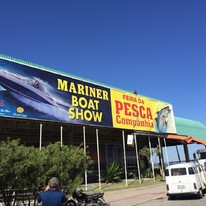 MARINER
BOAT
SHOW
FEIRA DA
PESCA
& Companhia